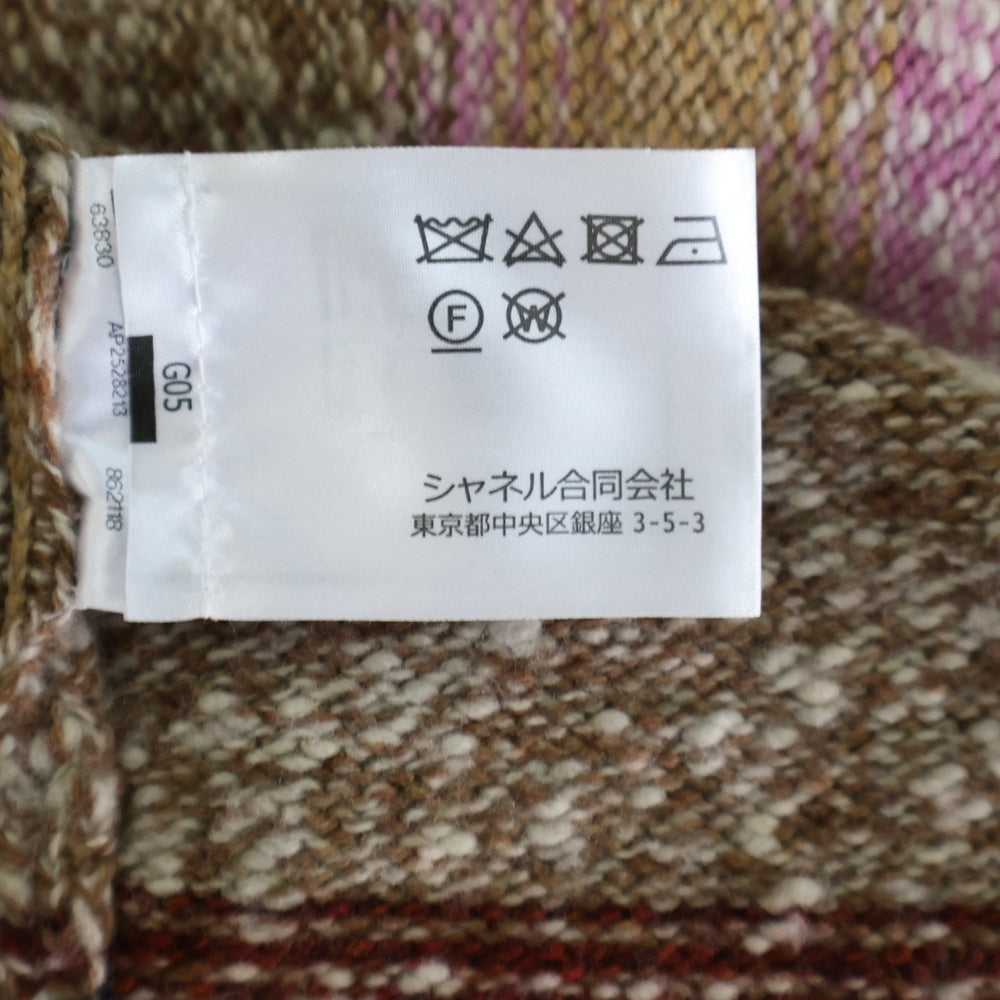 F W
シャネル合同会社
東京都中央区銀座 3-5-3
G05
63630
AP2528213
862118